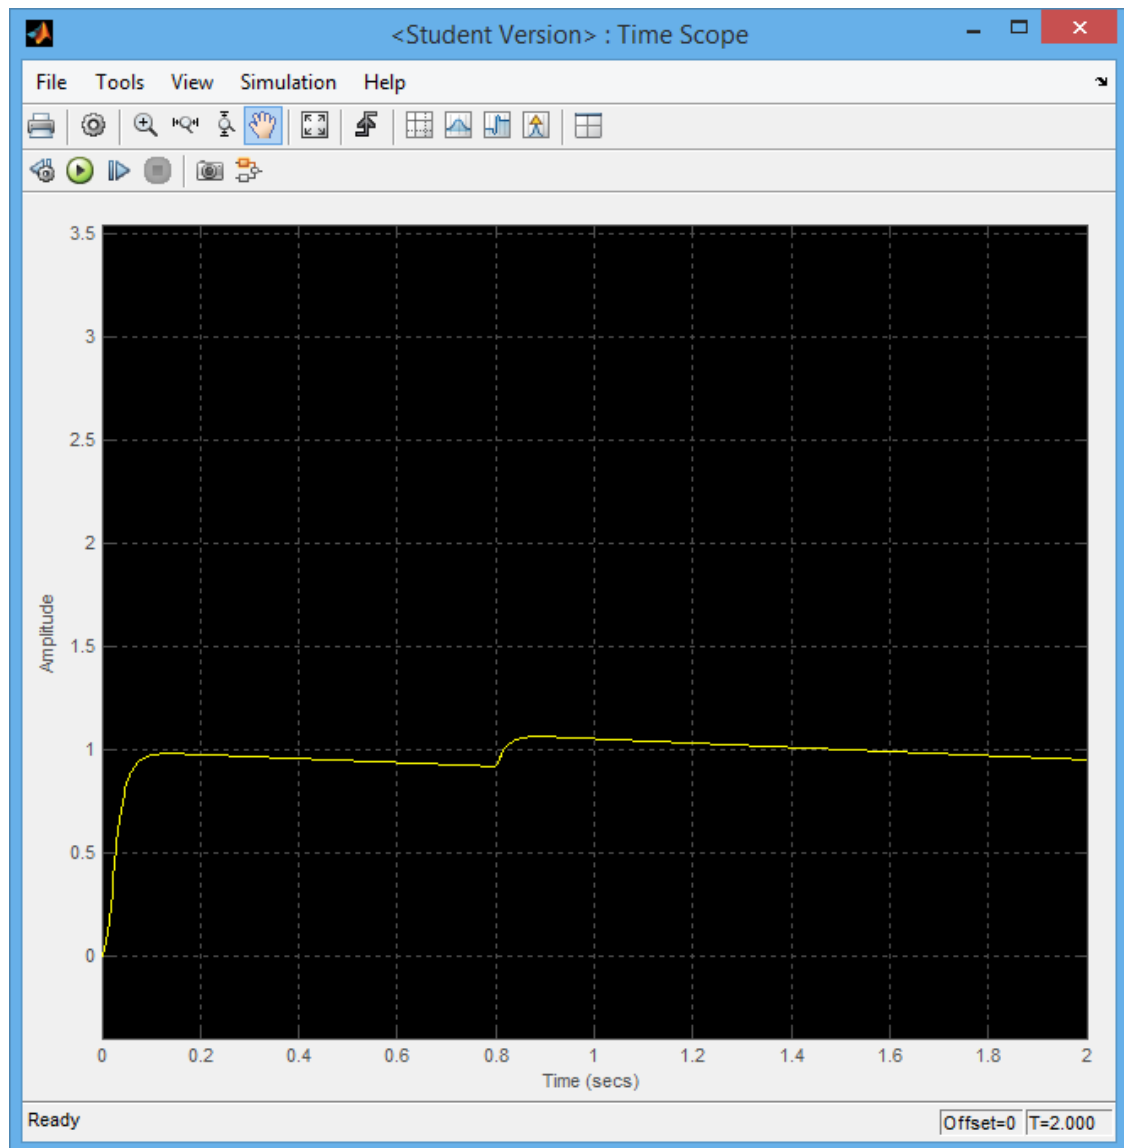 <Student Version> : Time Scope
File Tools View Simulation Help
3.5
3
2.5
2
1.5
1
0.5
0
Amplitude
0 0.2 0.4 0.6 0.8 1 1.2 1.4 1.6 1.8 2
Time (secs)
Ready Offset=0 T=2.000